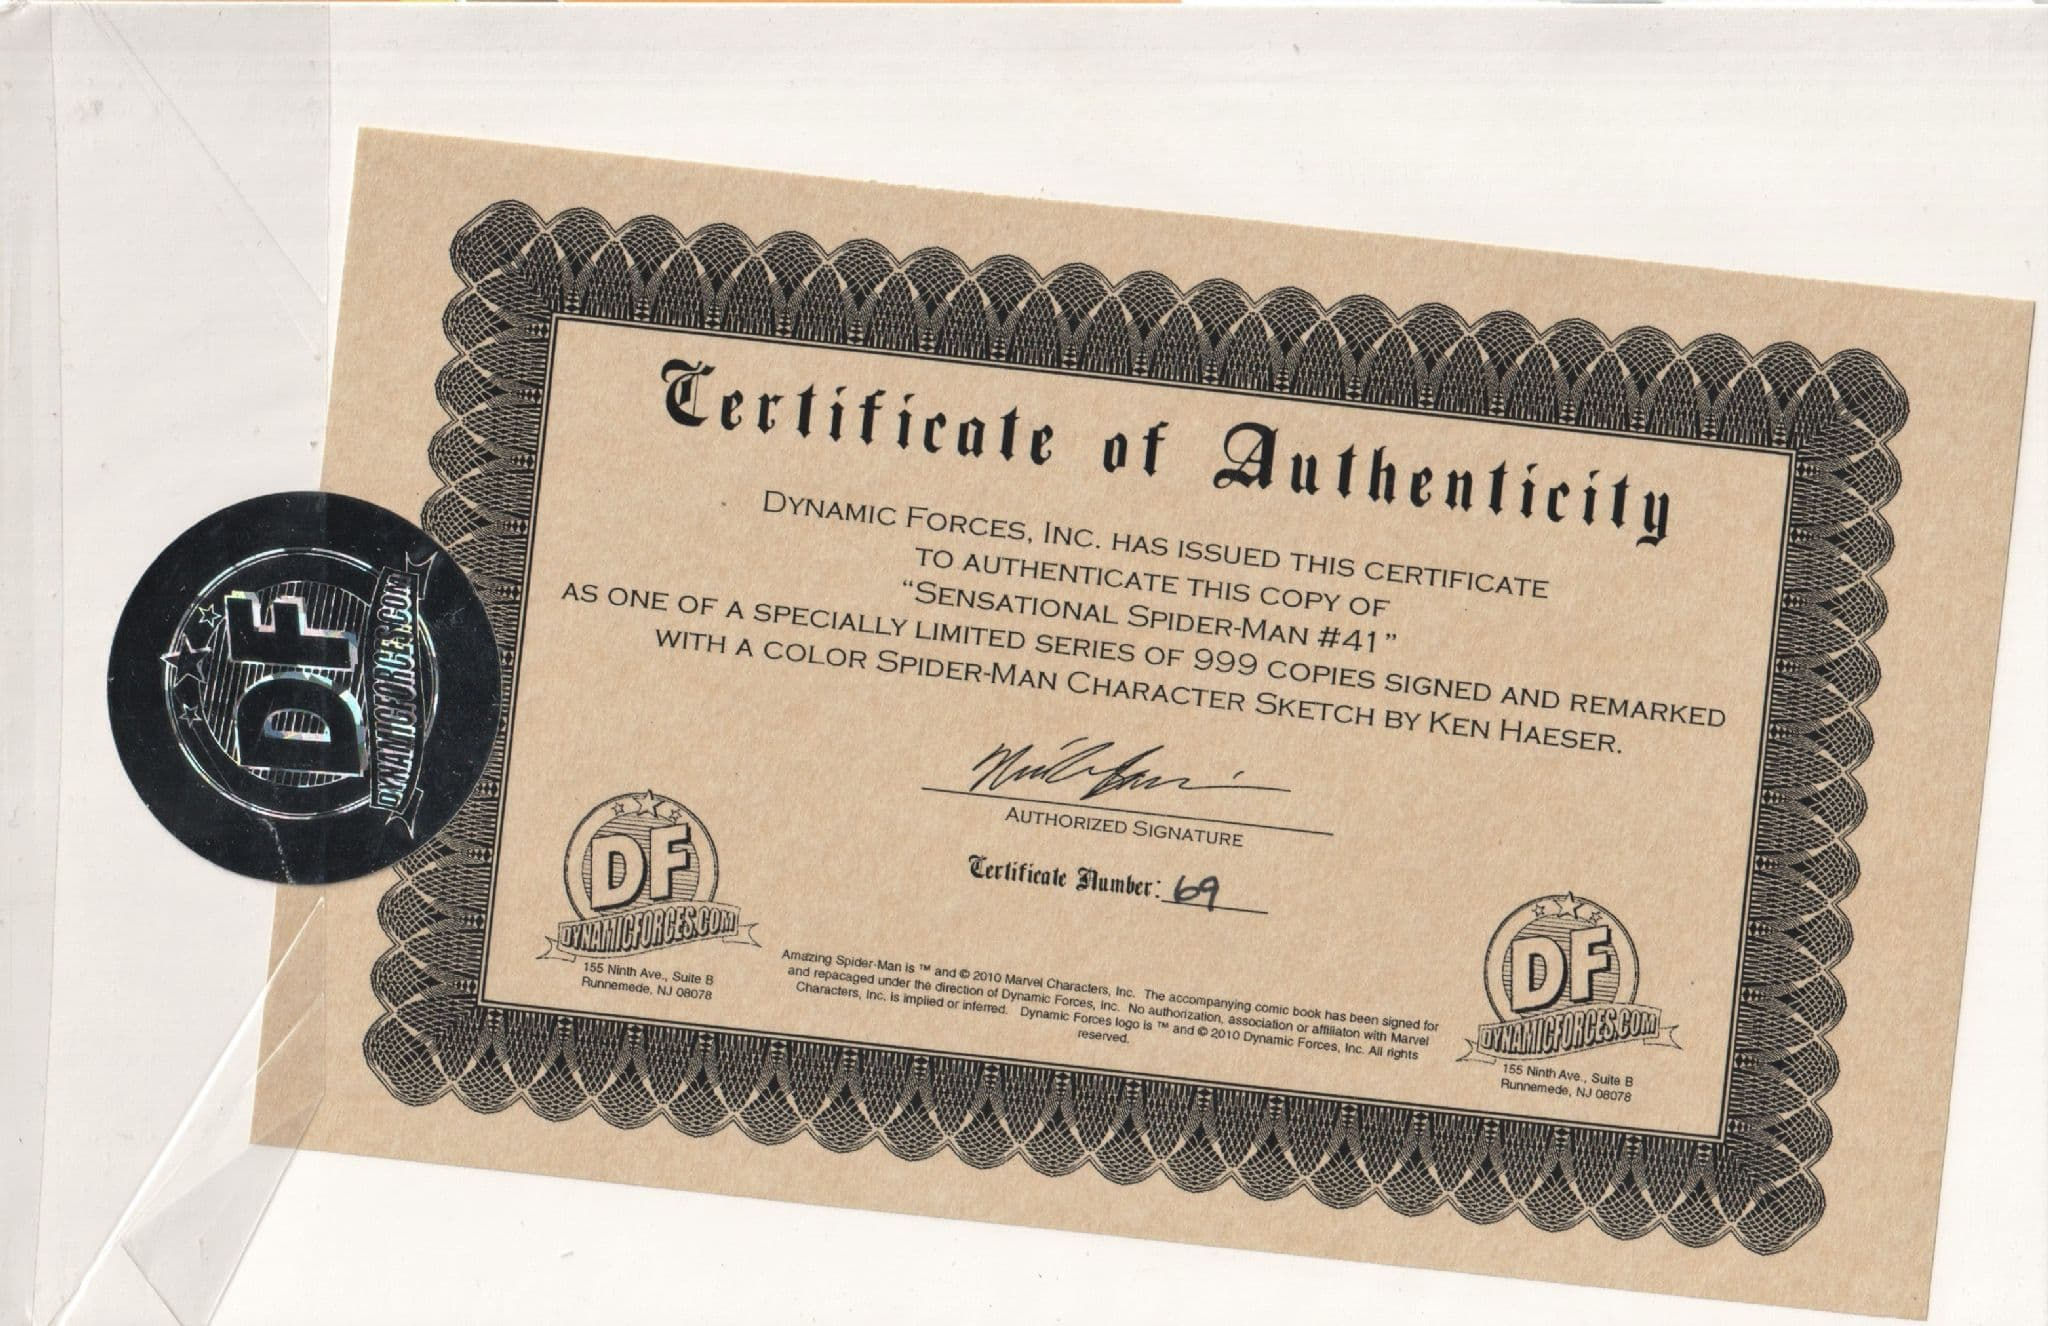 Certificate of Authenticity
DYNAMIC FORCES, INC. HAS ISSUED THIS CERTIFICATE
TO AUTHENTICATE THIS COPY OF
“SENSATIONAL SPIDER-MAN #41”
AS ONE OF A SPECIALLY LIMITED SERIES OF 999 COPIES SIGNED AND REMARKED
WITH A COLOR SPIDER-MAN CHARACTER SKETCH BY KEN HAESER.
AUTHORIZED SIGNATURE
Certificate Number: 69
DF
DYNAMICFORCES.COM
155 Ninth Ave., Suite B
Runnemede, NJ 08078
Amazing Spider-Man is ™ and © 2010 Marvel Characters, Inc. The accompanying comic book has been signed for
and repacaged under the direction of Dynamic Forces, Inc. No authorization, association or affiliaton with Marvel
Characters, Inc. is implied or inferred. Dynamic Forces logo is ™ and © 2010 Dynamic Forces, Inc. All rights
reserved.
DF
DYNAMICFORCES.COM
155 Ninth Ave., Suite B
Runnemede, NJ 08078
DF
DYNAMICFORCES.COM